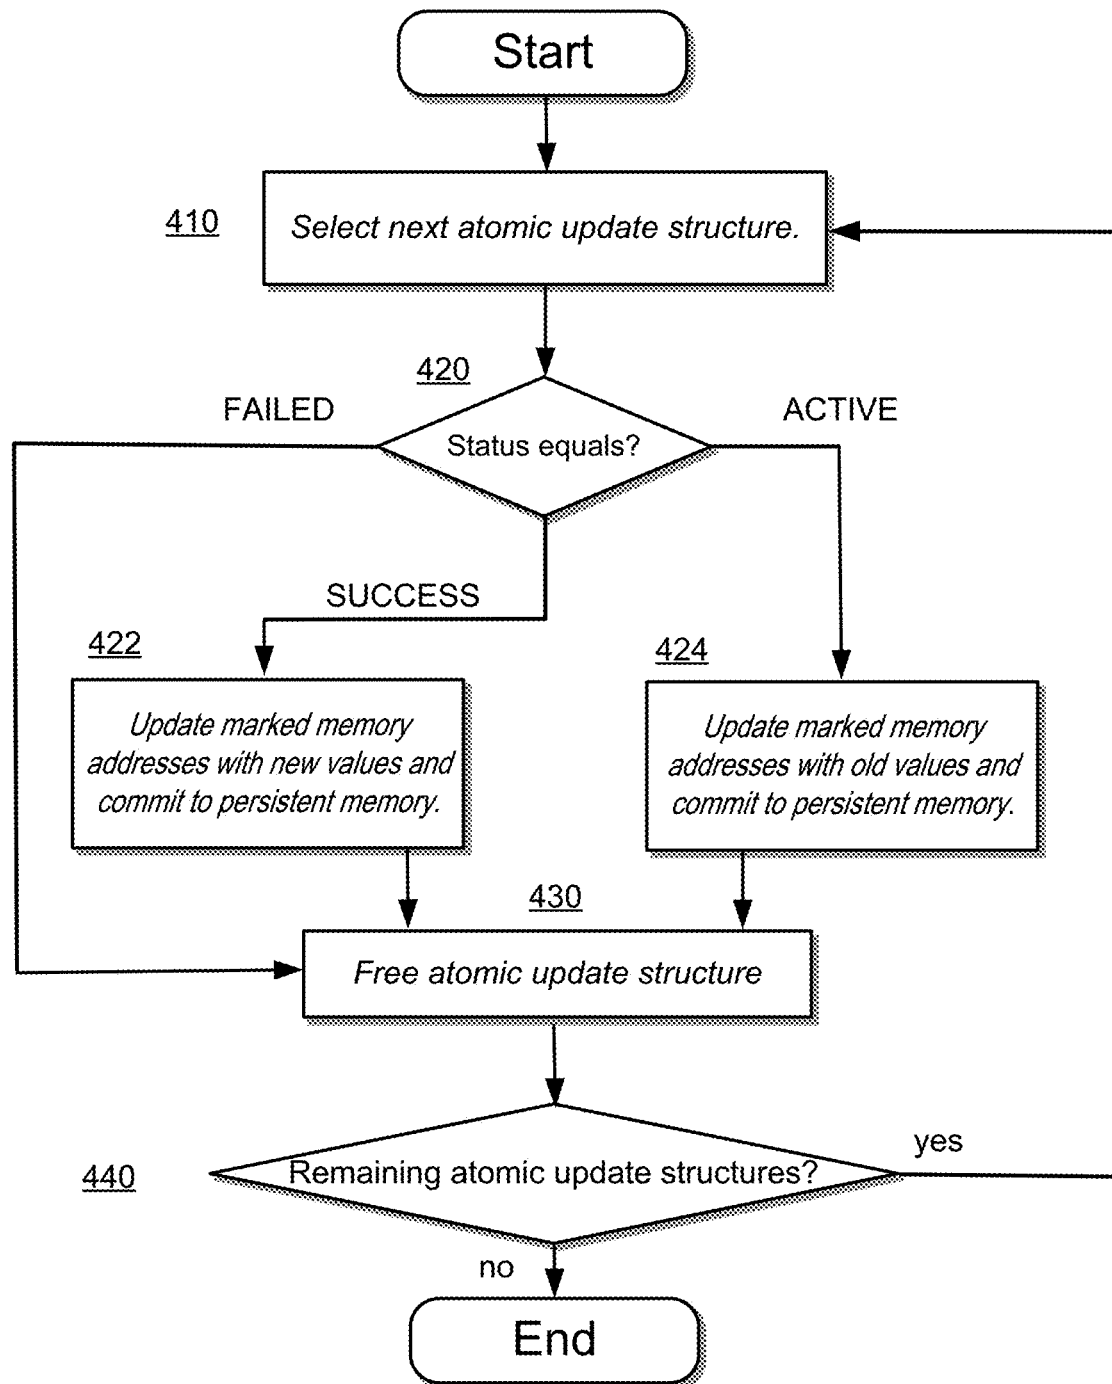 Start
410
Select next atomic update structure.
420
FAILED
ACTIVE
Status equals?
SUCCESS
422
424
Update marked memory
addresses with new values and
commit to persistent memory.
Update marked memory
addresses with old values and
commit to persistent memory.
430
Free atomic update structure
yes
440
Remaining atomic update structures?
no
End